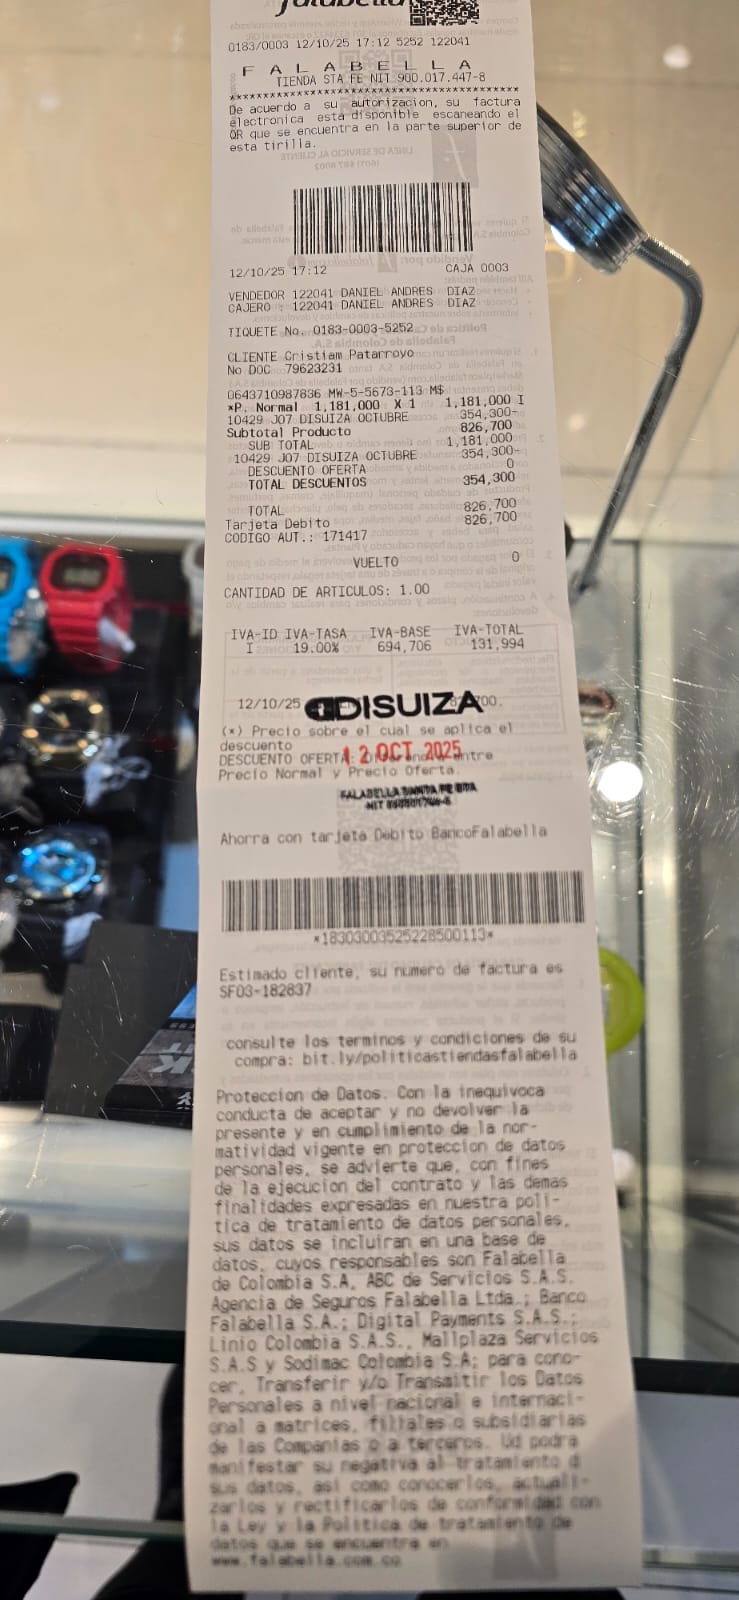 falabella
0183/0003 12/10/25 17:12 5252 122041
F A L A B E L L A
TIENDA STA FE NIT 900.017.447-8
****************************************************
De acuerdo a su autorizacion, su factura
electronica esta disponible escaneando el
QR que se encuentra en la parte superior de
esta tirilla.
12/10/25 17:12 CAJA 0003
VENDEDOR 122041 DANIEL ANDRES DIAZ
CAJERO : 122041 DANIEL ANDRES DIAZ
TIQUETE No. 0183-0003-5252
CLIENTE Cristiam Patarroyo
No DOC 79623231
0643710987836 MW-5-5673-113 M$
*P. Normal 1,181,000 X 1 1,181,000 I
10429 J07 DISUIZA OCTUBRE 354,300-
Subtotal Producto 826,700
SUB TOTAL 1,181,000
10429 J07 DISUIZA OCTUBRE 354,300-
DESCUENTO OFERTA 0
TOTAL DESCUENTOS 354,300
TOTAL 826,700
Tarjeta Debito 826,700
CODIGO AUT.: 171417
VUELTO 0
CANTIDAD DE ARTICULOS: 1.00
IVA-ID IVA-TASA IVA-BASE IVA-TOTAL
I 19.00% 694,706 131,994
12/10/25 DISUIZA 700.
(*) Precio sobre el cual se aplica el
descuento
DESCUENTO OFERTA: 12 OCT 2025 entre
Precio Normal y Precio Oferta.
FALABELLA SANTA FE BTA
NIT
Ahorra con tarjeta Debito BancoFalabella
*18303003525228500113*
Estimado cliente, su numero de factura es
SF03-182837
consulte los terminos y condiciones de su
compra: bit.ly/politicastiendasfalabella
Proteccion de Datos. Con la inequivoca
conducta de aceptar y no devolver la
presente y en cumplimiento de la nor-
matividad vigente en proteccion de datos
personales, se advierte que, con fines
de la ejecucion del contrato y las demas
finalidades expresadas en nuestra poli-
tica de tratamiento de datos personales,
sus datos se incluiran en una base de
datos, cuyos responsables son Falabella
de Colombia S.A, ABC de Servicios S.A.S.
Agencia de Seguros Falabella Ltda.; Banco
Falabella S.A.; Digital Payments S.A.S.;
Linio Colombia S.A.S., Mallplaza Servicios
S.A.S y Sodimac Colombia S.A; para cono-
cer, Transferir y/o Transmitir los Datos
Personales a nivel nacional e internaci-
onal a matrices, filiales o subsidiarias
de las Companias o a terceros. Ud podra
manifestar su negativa al tratamiento d
sus datos, asi como conocerlos, actuali-
zarlos y rectificarlos de conformidad con
la Ley y la Politica de tratamiento de
datos que se encuentra en
www.falabella.com.co